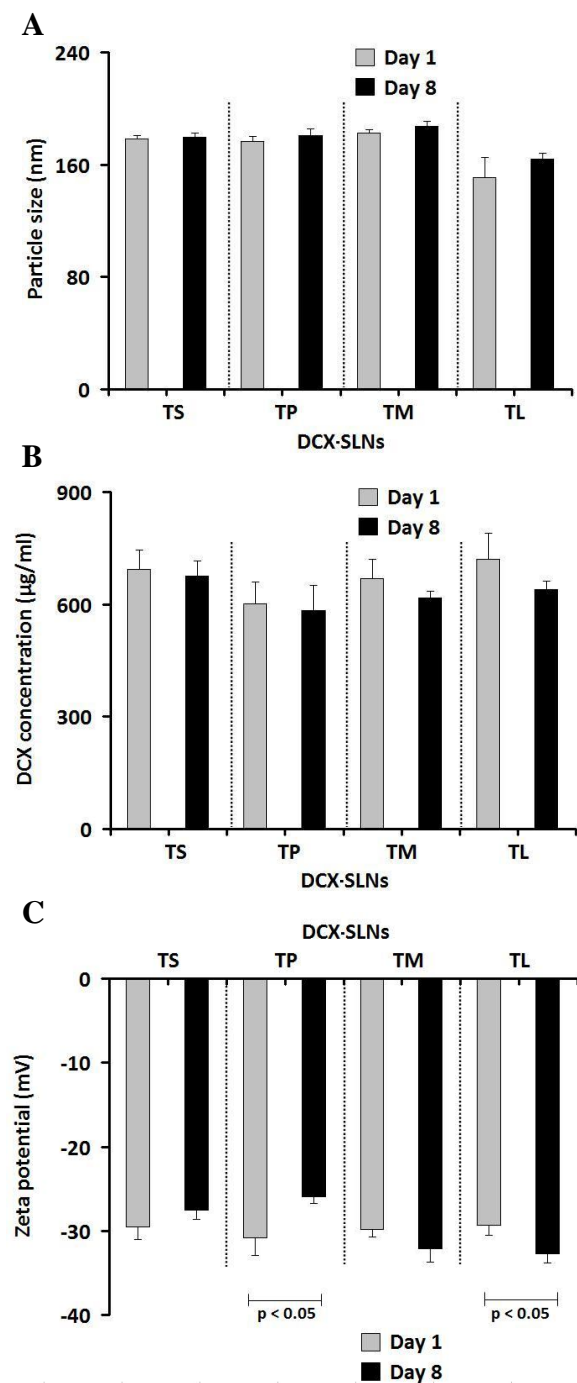 A
240
160
80
0
Particle size (nm)
Day 1
Day 8
TS TP TM TL
DCX-SLNs
B
900
600
300
0
DCX concentration (µg/ml)
Day 1
Day 8
TS TP TM TL
DCX-SLNs
C
DCX-SLNs
TS TP TM TL
0
-10
-20
-30
-40
Zeta potential (mV)
p < 0.05 p < 0.05
Day 1
Day 8